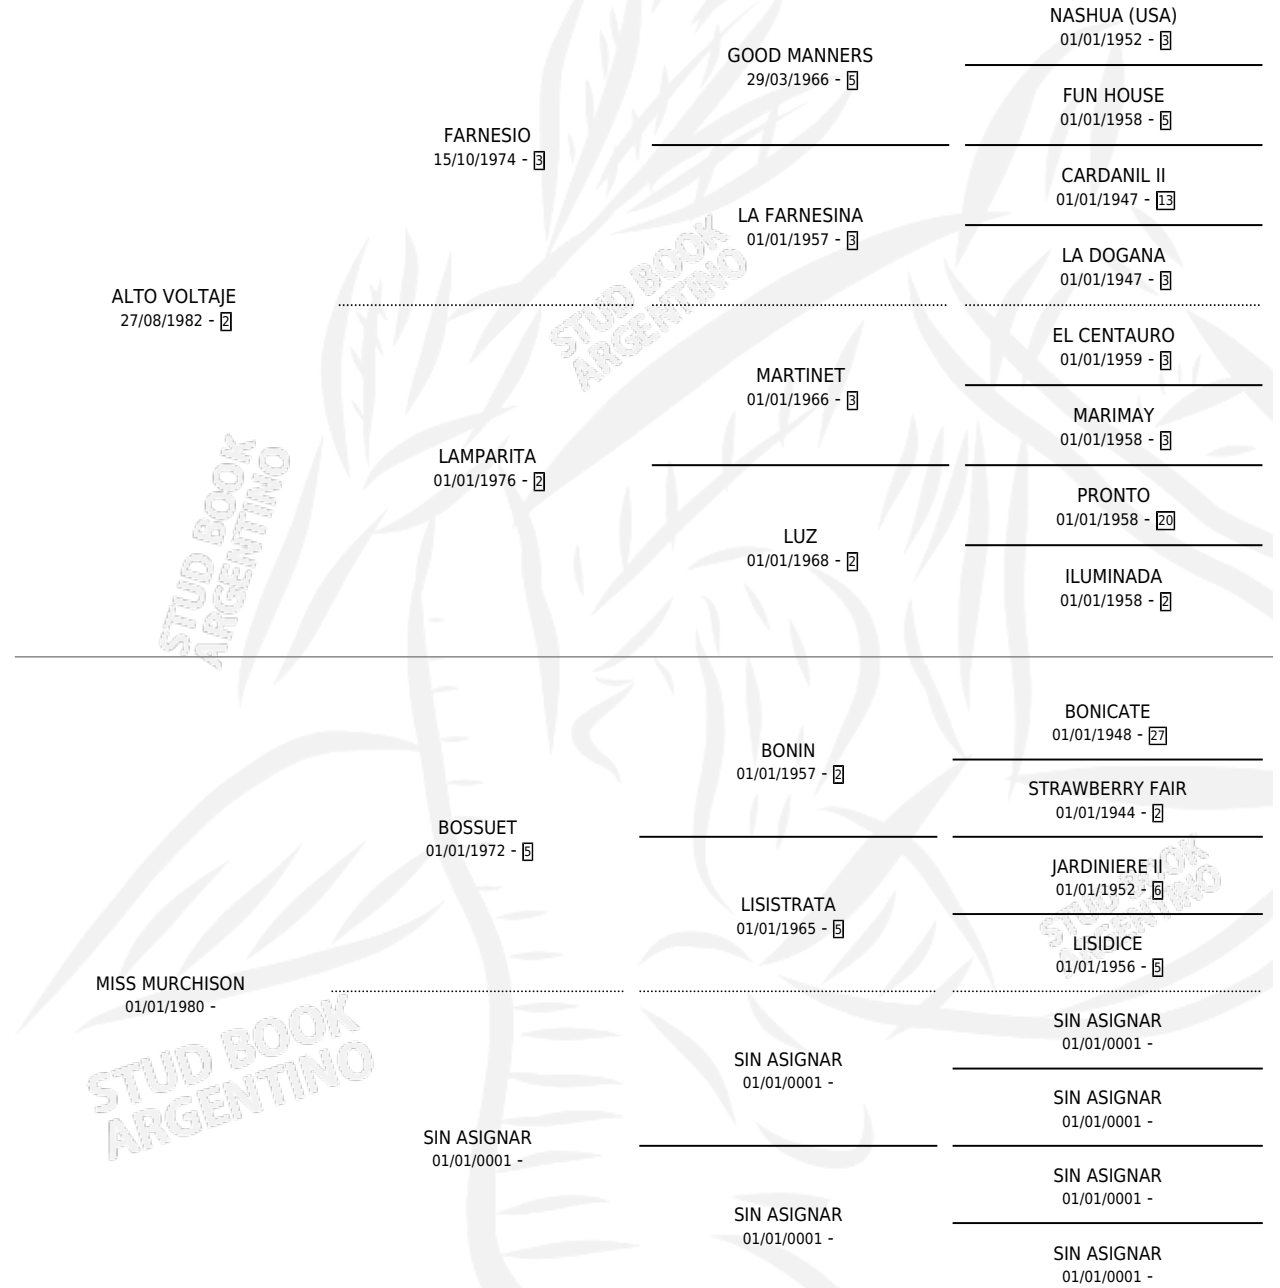 NASHUA (USA)
01/01/1952 - 3
GOOD MANNERS
29/03/1966 - 5
FUN HOUSE
01/01/1958 - 5
FARNESIO
15/10/1974 - 3
CARDANIL II
01/01/1947 - 13
LA FARNESINA
01/01/1957 - 3
LA DOGANA
01/01/1947 - 3
ALTO VOLTAJE
27/08/1982 - 2
EL CENTAURO
01/01/1959 - 3
MARTINET
01/01/1966 - 3
MARIMAY
01/01/1958 - 3
LAMPARITA
01/01/1976 - 2
PRONTO
01/01/1958 - 20
LUZ
01/01/1968 - 2
ILUMINADA
01/01/1958 - 2
STUD BOOK
ARGENTINO
STUD BOOK
ARGENTINO
BONICATE
01/01/1948 - 27
BONIN
01/01/1957 - 2
STRAWBERRY FAIR
01/01/1944 - 2
BOSSUET
01/01/1972 - 5
JARDINIERE II
01/01/1952 - 6
LISISTRATA
01/01/1965 - 5
LISIDICE
01/01/1956 - 5
MISS MURCHISON
01/01/1980 -
SIN ASIGNAR
01/01/0001 -
SIN ASIGNAR
01/01/0001 -
SIN ASIGNAR
01/01/0001 -
SIN ASIGNAR
01/01/0001 -
SIN ASIGNAR
01/01/0001 -
SIN ASIGNAR
01/01/0001 -
SIN ASIGNAR
01/01/0001 -
STUD BOOK
ARGENTINO
STUD BOOK
ARGENTINO